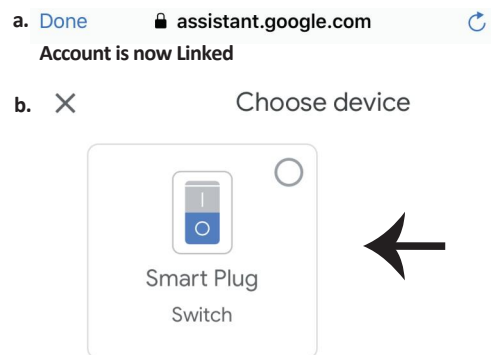 a. Done assistant.google.com
Account is now Linked
b. Choose device
Smart Plug
Switch